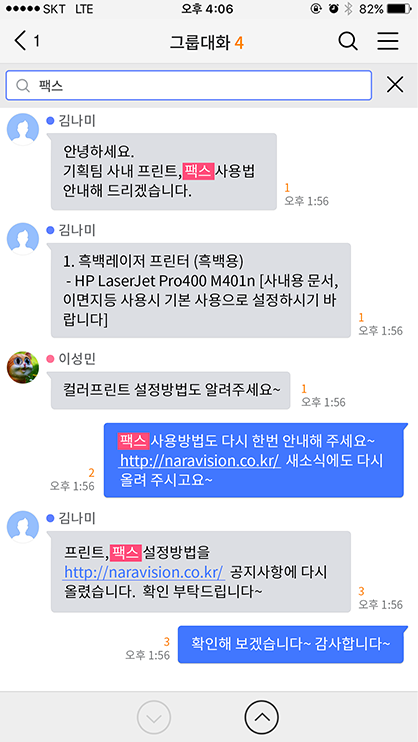 SKT LTE 오후 4:06 82%
1 그룹대화 4
팩스
김나미
안녕하세요.
기획팀 사내 프린트,팩스사용법
안내해 드리겠습니다.
1
오후 1:56
김나미
1. 흑백레이저 프린터 (흑백용)
- HP LaserJet Pro400 M401n [사내용 문서,
이면지등 사용시 기본 사용으로 설정하시기 바
랍니다]
1
오후 1:56
이성민
컬러프린트 설정방법도 알려주세요~
1
오후 1:56
팩스사용방법도 다시 한번 안내해 주세요~
http://naravision.co.kr/ 새소식에도 다시
올려 주시고요~
2
오후 1:56
김나미
프린트,팩스설정방법을
http://naravision.co.kr/ 공지사항에 다시
올렸습니다. 확인 부탁드립니다~
3
오후 1:56
확인해 보겠습니다~ 감사합니다~
3
오후 1:56